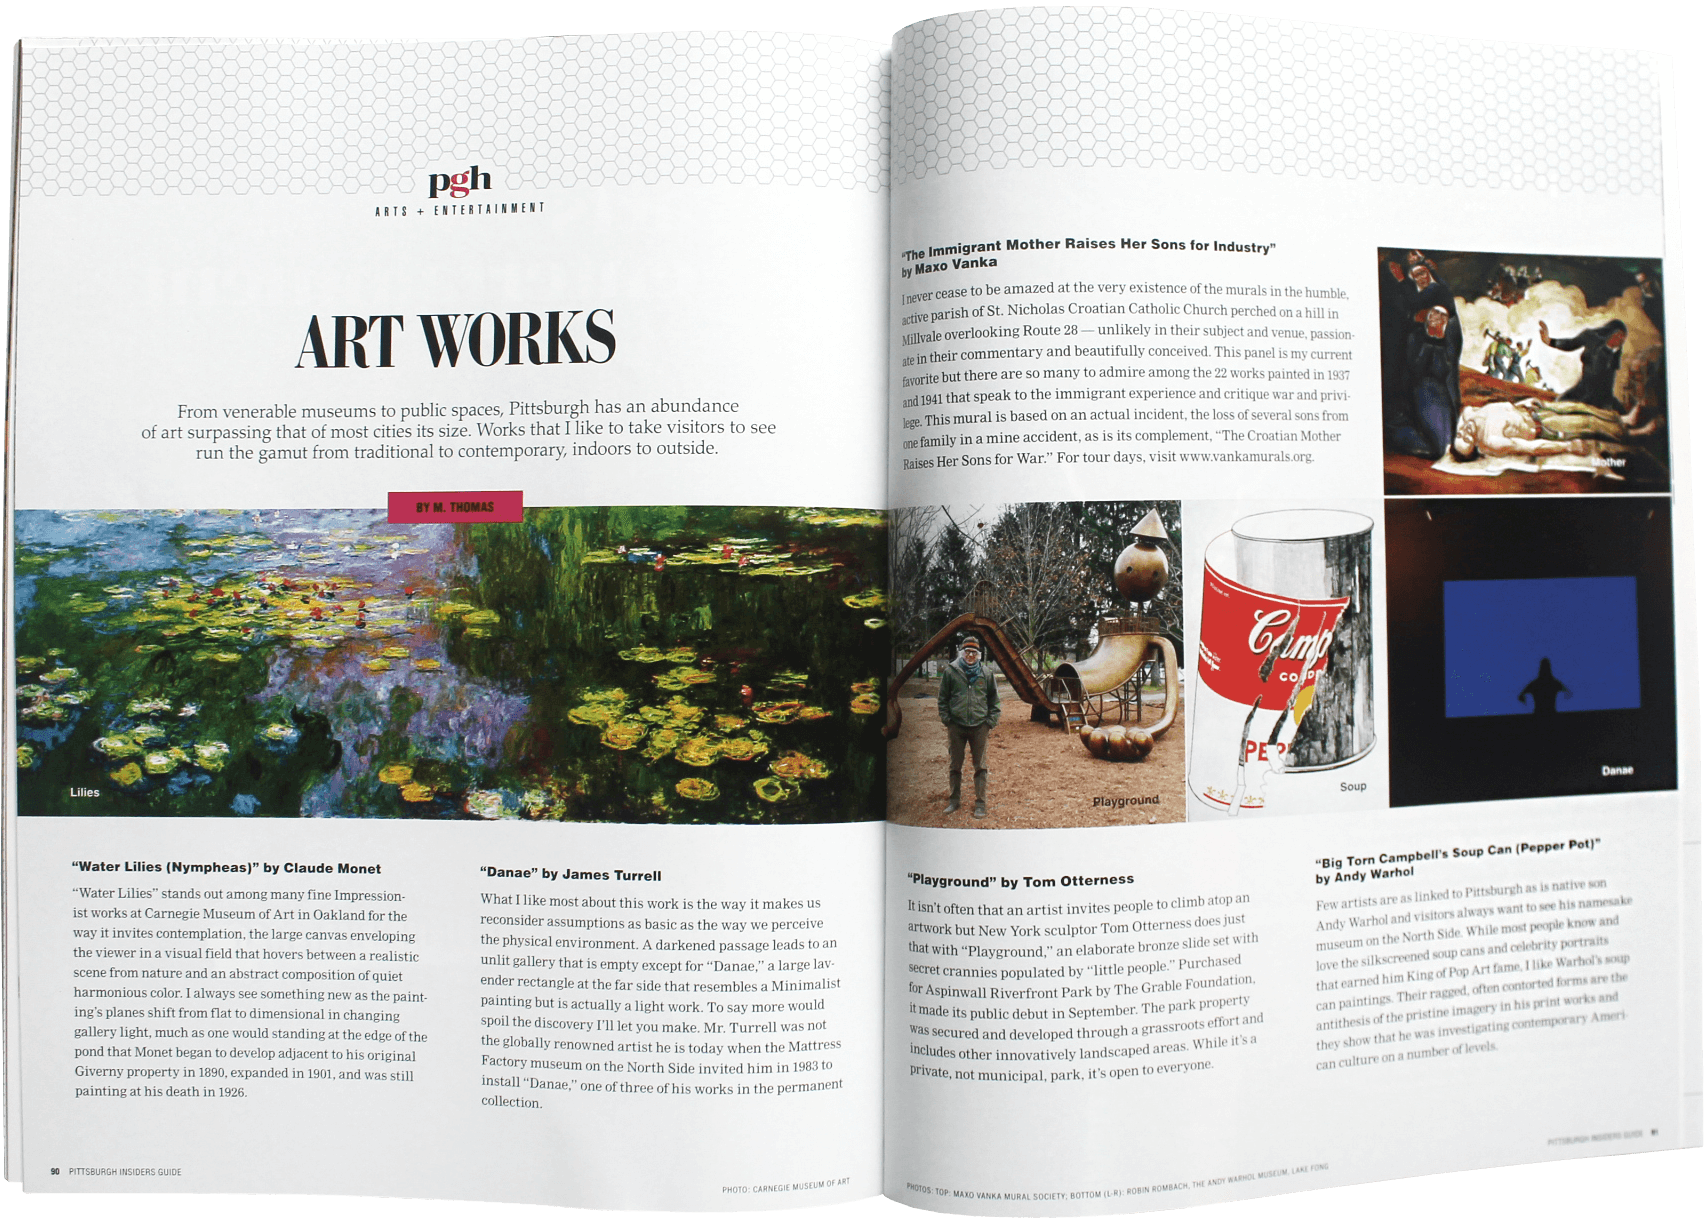 pgh
ARTS + ENTERTAINMENT
ART WORKS
From venerable museums to public spaces, Pittsburgh has an abundance
of art surpassing that of most cities its size. Works that I like to take visitors to see
run the gamut from traditional to contemporary, indoors to outside.
BY M. THOMAS
Lilies
“Water Lilies (Nympheas)” by Claude Monet
“Water Lilies” stands out among many fine Impression-
ist works at Carnegie Museum of Art in Oakland for the
way it invites contemplation, the large canvas enveloping
the viewer in a visual field that hovers between a realistic
scene from nature and an abstract composition of quiet
harmonious color. I always see something new as the paint-
ing’s planes shift from flat to dimensional in changing
gallery light, much as one would standing at the edge of the
pond that Monet began to develop adjacent to his original
Giverny property in 1890, expanded in 1901, and was still
painting at his death in 1926.
“Danae” by James Turrell
What I like most about this work is the way it makes us
reconsider assumptions as basic as the way we perceive
the physical environment. A darkened passage leads to an
unlit gallery that is empty except for “Danae,” a large lav-
ender rectangle at the far side that resembles a Minimalist
painting but is actually a light work. To say more would
spoil the discovery I’ll let you make. Mr. Turrell was not
the globally renowned artist he is today when the Mattress
Factory museum on the North Side invited him in 1983 to
install “Danae,” one of three of his works in the permanent
collection.
90 PITTSBURGH INSIDERS GUIDE
PHOTO: CARNEGIE MUSEUM OF ART
“The Immigrant Mother Raises Her Sons for Industry”
by Maxo Vanka
I never cease to be amazed at the very existence of the murals in the humble,
active parish of St. Nicholas Croatian Catholic Church perched on a hill in
Millvale overlooking Route 28 — unlikely in their subject and venue, passion-
ate in their commentary and beautifully conceived. This panel is my current
favorite but there are so many to admire among the 22 works painted in 1937
and 1941 that speak to the immigrant experience and critique war and privi-
lege. This mural is based on an actual incident, the loss of several sons from
one family in a mine accident, as is its complement, “The Croatian Mother
Raises Her Sons for War.” For tour days, visit www.vankamurals.org.
Mother
Playground
Camp
COND
PEPP
Soup
Danae
“Playground” by Tom Otterness
It isn’t often that an artist invites people to climb atop an
artwork but New York sculptor Tom Otterness does just
that with “Playground,” an elaborate bronze slide set with
secret crannies populated by “little people.” Purchased
for Aspinwall Riverfront Park by The Grable Foundation,
it made its public debut in September. The park property
was secured and developed through a grassroots effort and
includes other innovatively landscaped areas. While it’s a
private, not municipal, park, it’s open to everyone.
“Big Torn Campbell’s Soup Can (Pepper Pot)”
by Andy Warhol
Few artists are as linked to Pittsburgh as is native son
Andy Warhol and visitors always want to see his namesake
museum on the North Side. While most people know and
love the silkscreened soup cans and celebrity portraits
that earned him King of Pop Art fame, I like Warhol’s soup
can paintings. Their ragged, often contorted forms are the
antithesis of the pristine imagery in his print works and
they show that he was investigating contemporary Ameri-
can culture on a number of levels.
PHOTOS: TOP: MAXO VANKA MURAL SOCIETY; BOTTOM (L-R): ROBIN ROMBACH, THE ANDY WARHOL MUSEUM, LAKE FONG
PITTSBURGH INSIDERS GUIDE 91